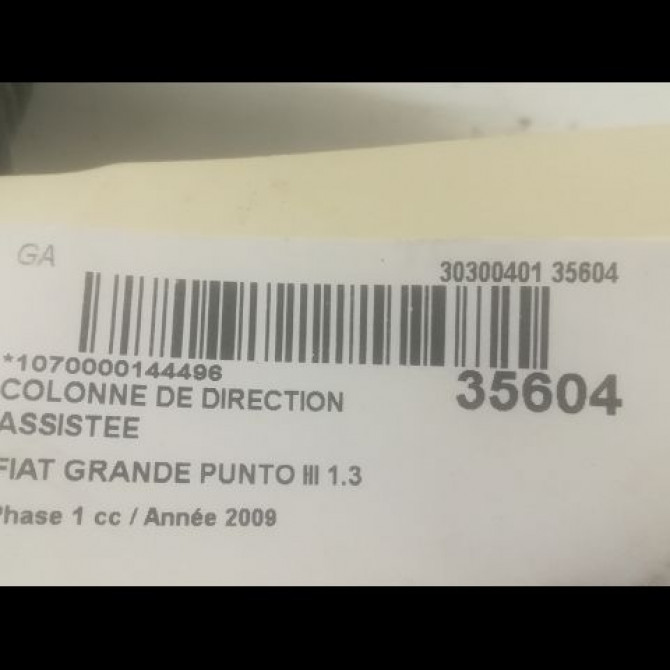 GA
30300401 35604
*1070000144496
35604
COLONNE DE DIRECTION
ASSISTEE
FIAT GRANDE PUNTO III 1.3
Phase 1 cc / Année 2009